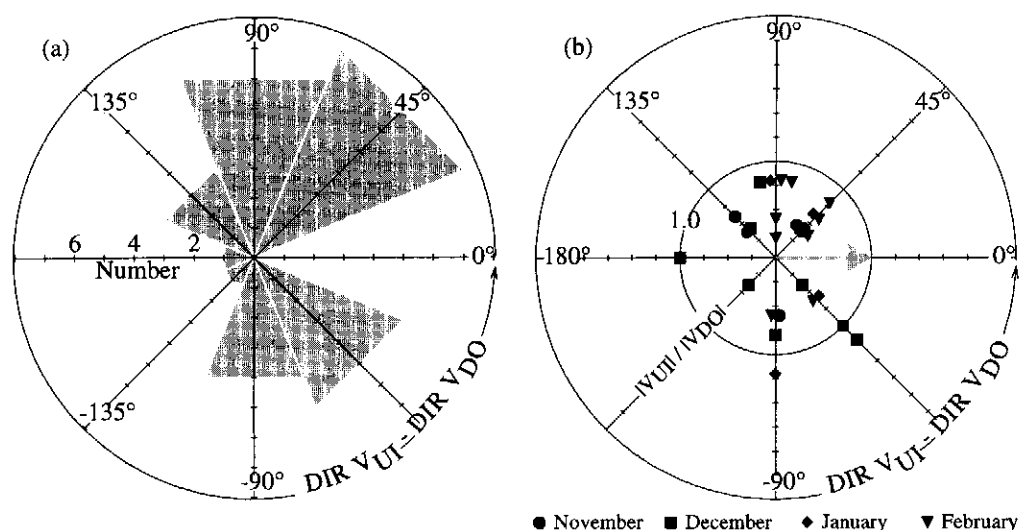 (a)
90°
135°
45°
6 4 2
Number
0°
-135°
-90°
DIR VUI - DIR VDO
(b)
90°
135°
45°
1.0
-180°
0°
|VUI| / |VDO|
-90°
DIR VUI - DIR VDO
● November ■ December ◆ January ▼ February